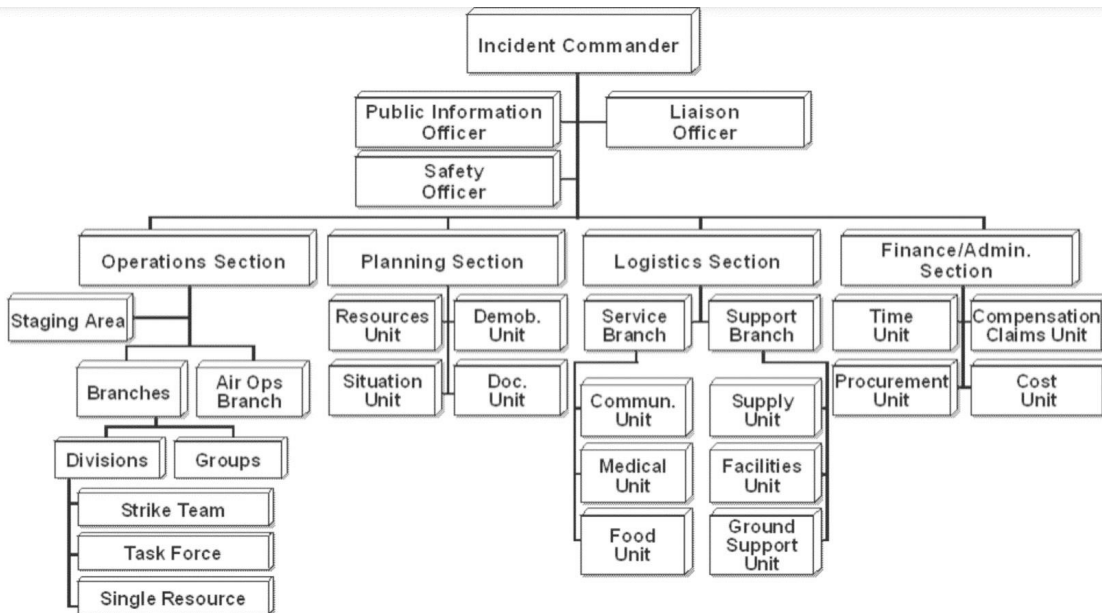 Incident Commander
Public Information
Officer
Liaison
Officer
Safety
Officer
Operations Section
Planning Section
Logistics Section
Finance/Admin.
Section
Staging Area
Resources
Unit
Demob.
Unit
Service
Branch
Support
Branch
Time
Unit
Compensation
Claims Unit
Branches
Air Ops
Branch
Situation
Unit
Doc.
Unit
Procurement
Unit
Cost
Unit
Commun.
Unit
Supply
Unit
Divisions
Groups
Medical
Unit
Facilities
Unit
Strike Team
Task Force
Single Resource
Food
Unit
Ground
Support
Unit